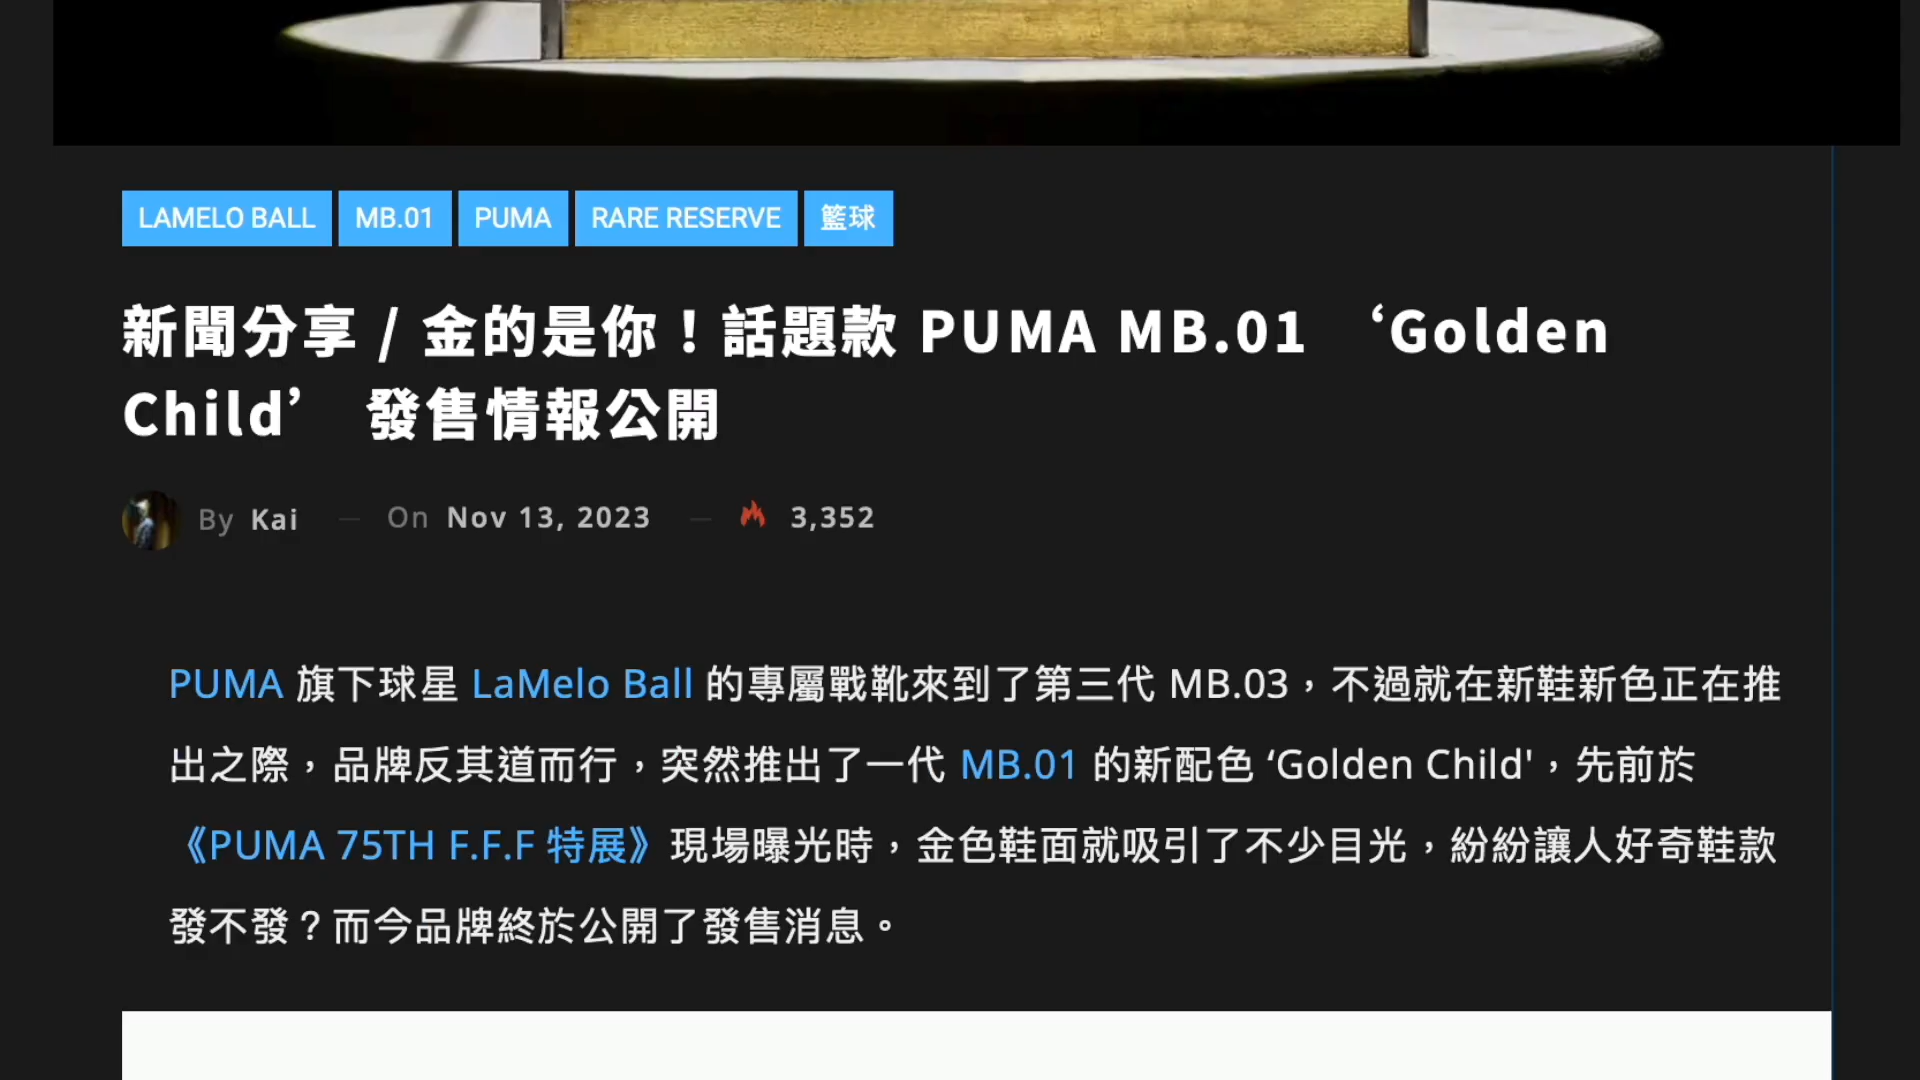 LAMELO BALL MB.01 PUMA RARE RESERVE 籃球
新聞分享 / 金的是你！話題款 PUMA MB.01 ‘Golden
Child’ 發售情報公開
By Kai — On Nov 13, 2023 — 3,352
PUMA 旗下球星 LaMelo Ball 的專屬戰靴來到了第三代 MB.03，不過就在新鞋新色正在推
出之際，品牌反其道而行，突然推出了一代 MB.01 的新配色 ‘Golden Child'，先前於
《PUMA 75TH F.F.F 特展》現場曝光時，金色鞋面就吸引了不少目光，紛紛讓人好奇鞋款
發不發？而今品牌終於公開了發售消息。